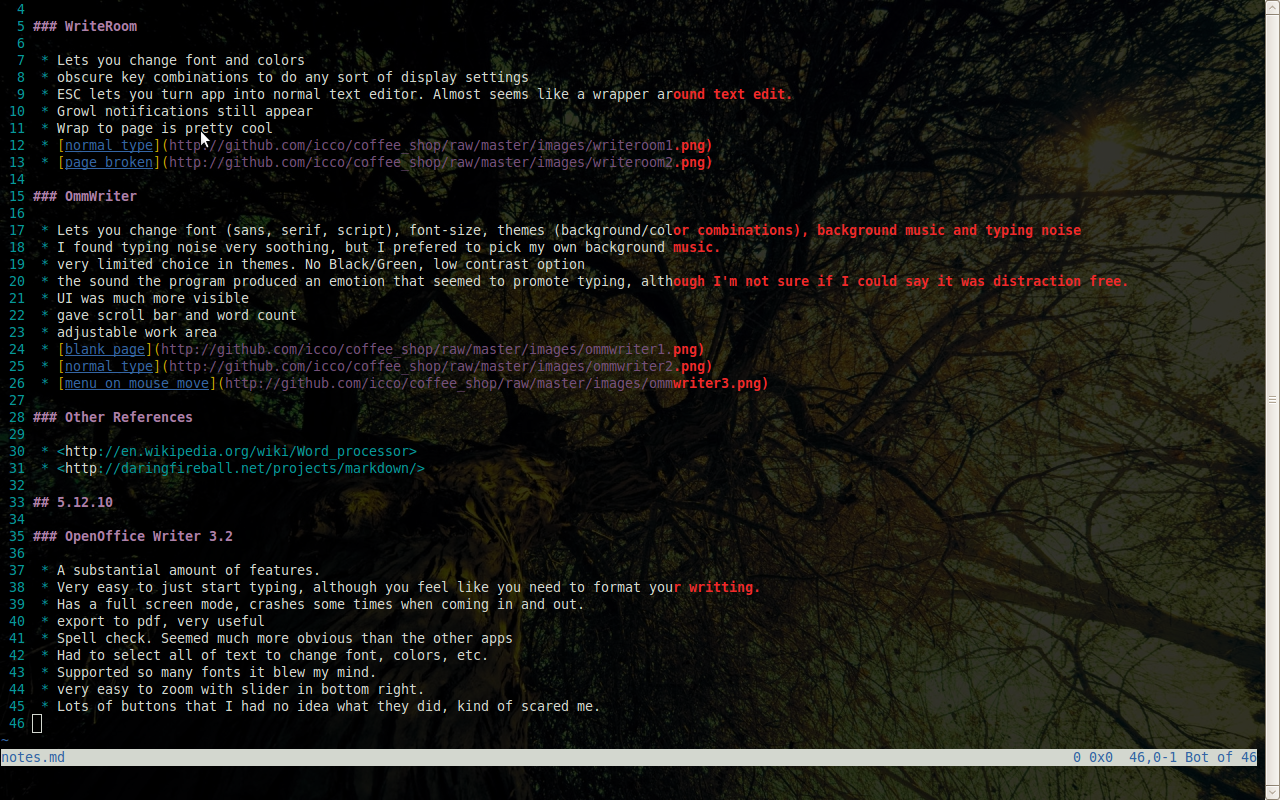 4
5 ### WriteRoom
6
7 * Lets you change font and colors
8 * obscure key combinations to do any sort of display settings
9 * ESC lets you turn app into normal text editor. Almost seems like a wrapper around text edit.
10 * Growl notifications still appear
11 * Wrap to page is pretty cool
12 * [normal type](http://github.com/icco/coffee_shop/raw/master/images/writeroom1.png)
13 * [page broken](http://github.com/icco/coffee_shop/raw/master/images/writeroom2.png)
14
15 ### OmmWriter
16
17 * Lets you change font (sans, serif, script), font-size, themes (background/color combinations), background music and typing noise
18 * I found typing noise very soothing, but I prefered to pick my own background music.
19 * very limited choice in themes. No Black/Green, low contrast option
20 * the sound the program produced an emotion that seemed to promote typing, although I'm not sure if I could say it was distraction free.
21 * UI was much more visible
22 * gave scroll bar and word count
23 * adjustable work area
24 * [blank page](http://github.com/icco/coffee_shop/raw/master/images/ommwriter1.png)
25 * [normal type](http://github.com/icco/coffee_shop/raw/master/images/ommwriter2.png)
26 * [menu on mouse move](http://github.com/icco/coffee_shop/raw/master/images/ommwriter3.png)
27
28 ### Other References
29
30 * <http://en.wikipedia.org/wiki/Word_processor>
31 * <http://daringfireball.net/projects/markdown/>
32
33 ## 5.12.10
34
35 ### OpenOffice Writer 3.2
36
37 * A substantial amount of features.
38 * Very easy to just start typing, although you feel like you need to format your writting.
39 * Has a full screen mode, crashes some times when coming in and out.
40 * export to pdf, very useful
41 * Spell check. Seemed much more obvious than the other apps
42 * Had to select all of text to change font, colors, etc.
43 * Supported so many fonts it blew my mind.
44 * very easy to zoom with slider in bottom right.
45 * Lots of buttons that I had no idea what they did, kind of scared me.
46
~
notes.md 0 0x0 46,0-1 Bot of 46